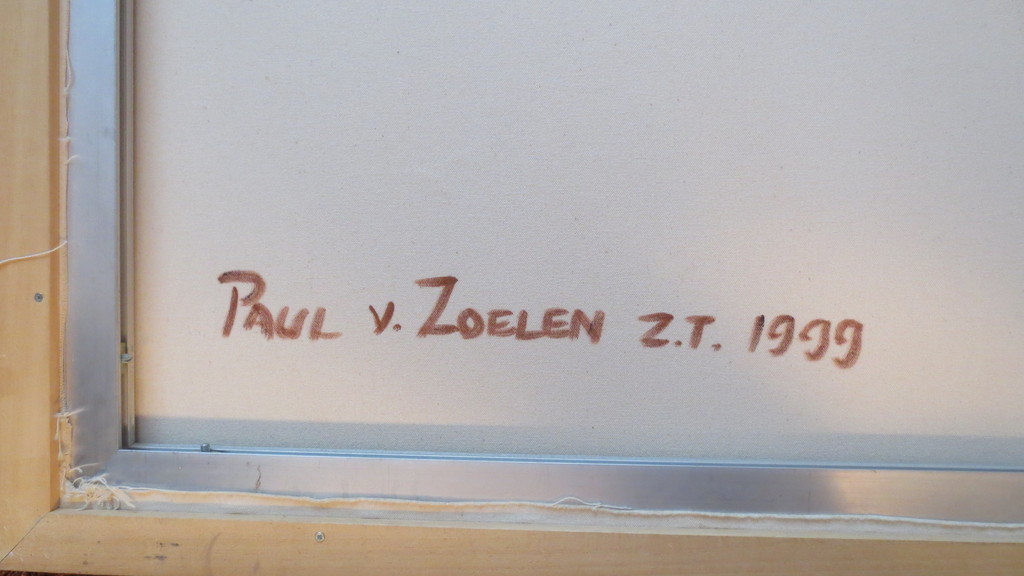 PAUL v. ZOELEN Z.T. 1999